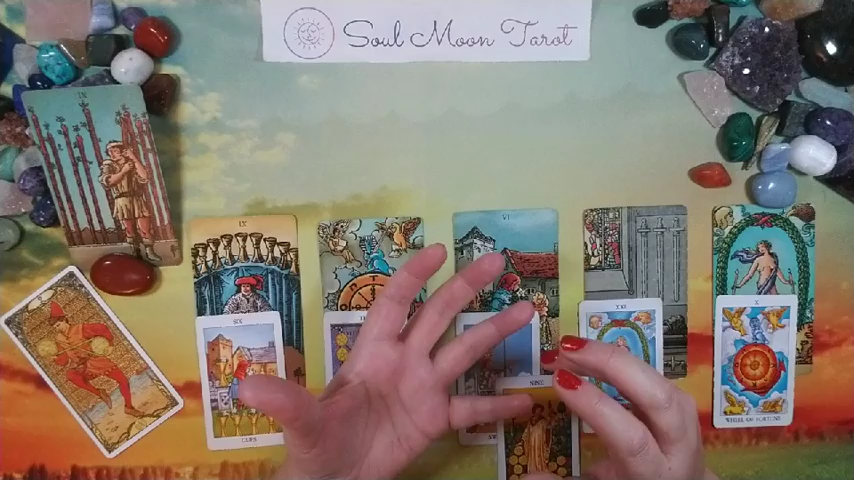 Soul Moon Tarot
IX
IX
VI
XXI
X
SIX
CUPS
NINE
WHEEL OF FORTUNE